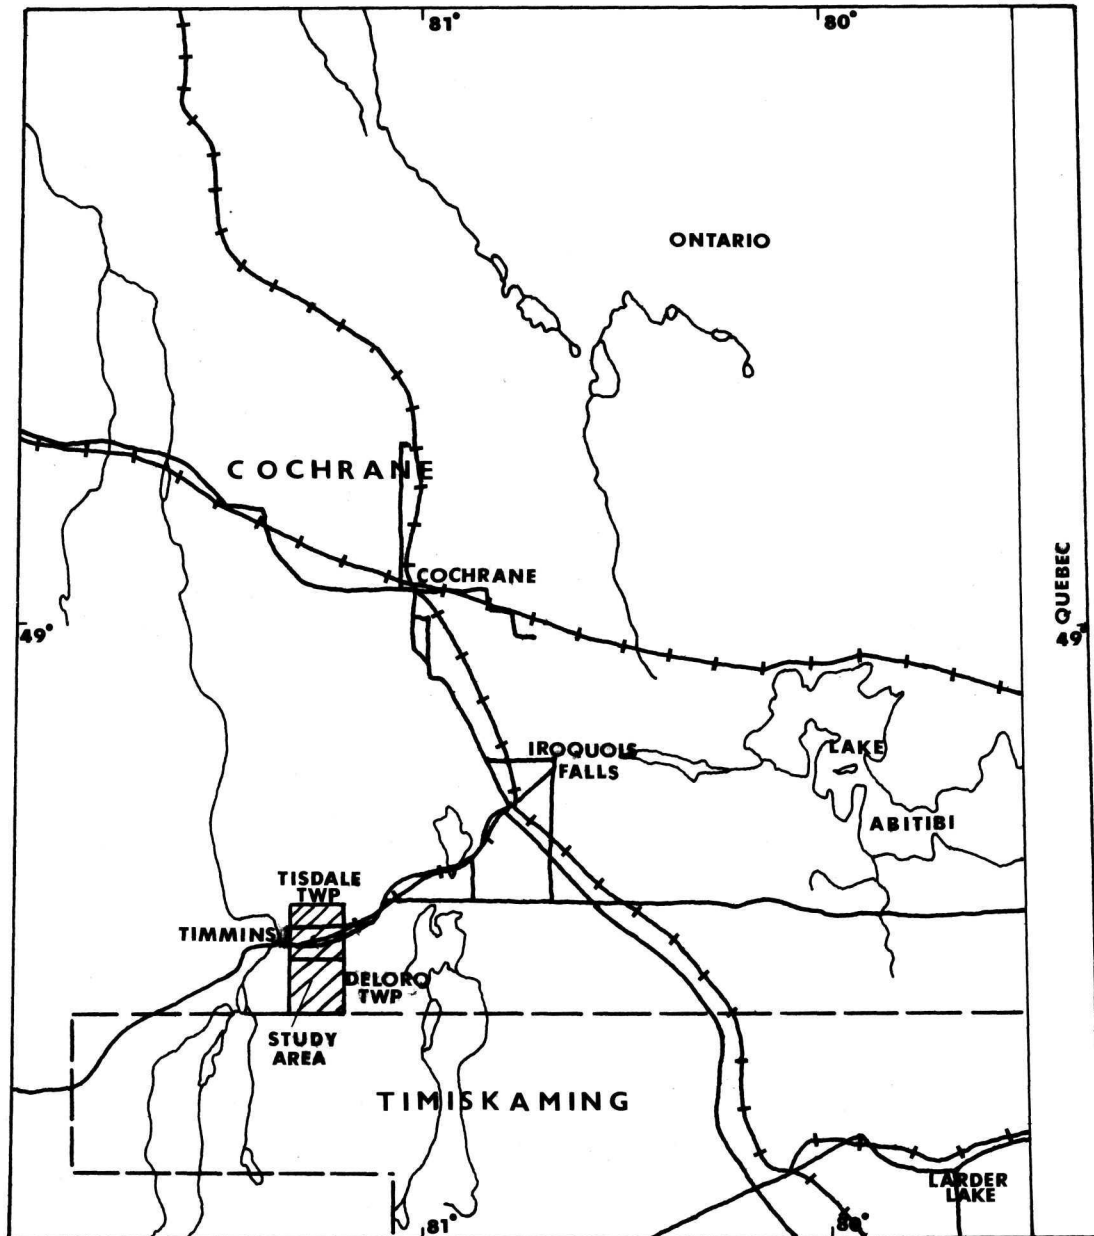 81°
80°
ONTARIO
COCHRANE
COCHRANE
QUEBEC
49°
49°
IROQUOIS
FALLS
LAKE
ABITIBI
TISDALE
TWP
TIMMINS
DELORO
TWP
STUDY
AREA
TIMISKAMING
LARDER
LAKE
81°
80°